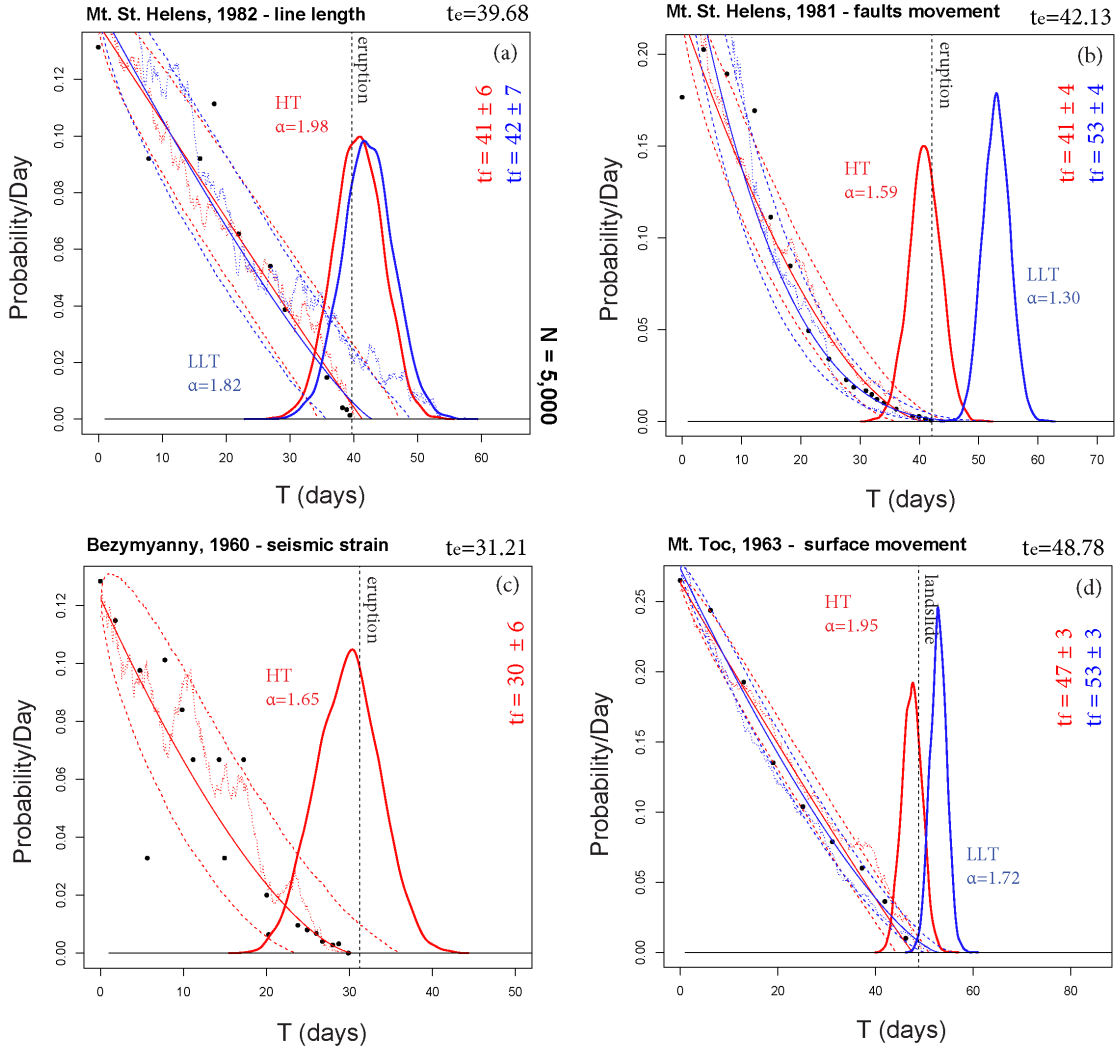 Mt. St. Helens, 1982 - line length
te=39.68
(a)
eruption
HT
α=1.98
LLT
α=1.82
tf = 41 ± 6
tf = 42 ± 7
Probability/Day
0.00
0.02
0.04
0.06
0.08
0.10
0.12
0 10 20 30 40 50 60
T (days)
N = 5,000
Mt. St. Helens, 1981 - faults movement
te=42.13
(b)
eruption
HT
α=1.59
LLT
α=1.30
tf = 41 ± 4
tf = 53 ± 4
Probability/Day
0.00
0.05
0.10
0.15
0.20
0 10 20 30 40 50 60 70
T (days)
Bezymyanny, 1960 - seismic strain
te=31.21
(c)
eruption
HT
α=1.65
tf = 30 ± 6
Probability/Day
0.00
0.02
0.04
0.06
0.08
0.10
0.12
0 10 20 30 40 50
T (days)
Mt. Toc, 1963 - surface movement
te=48.78
(d)
landslide
HT
α=1.95
LLT
α=1.72
tf = 47 ± 3
tf = 53 ± 3
Probability/Day
0.00
0.05
0.10
0.15
0.20
0.25
0 20 40 60 80
T (days)